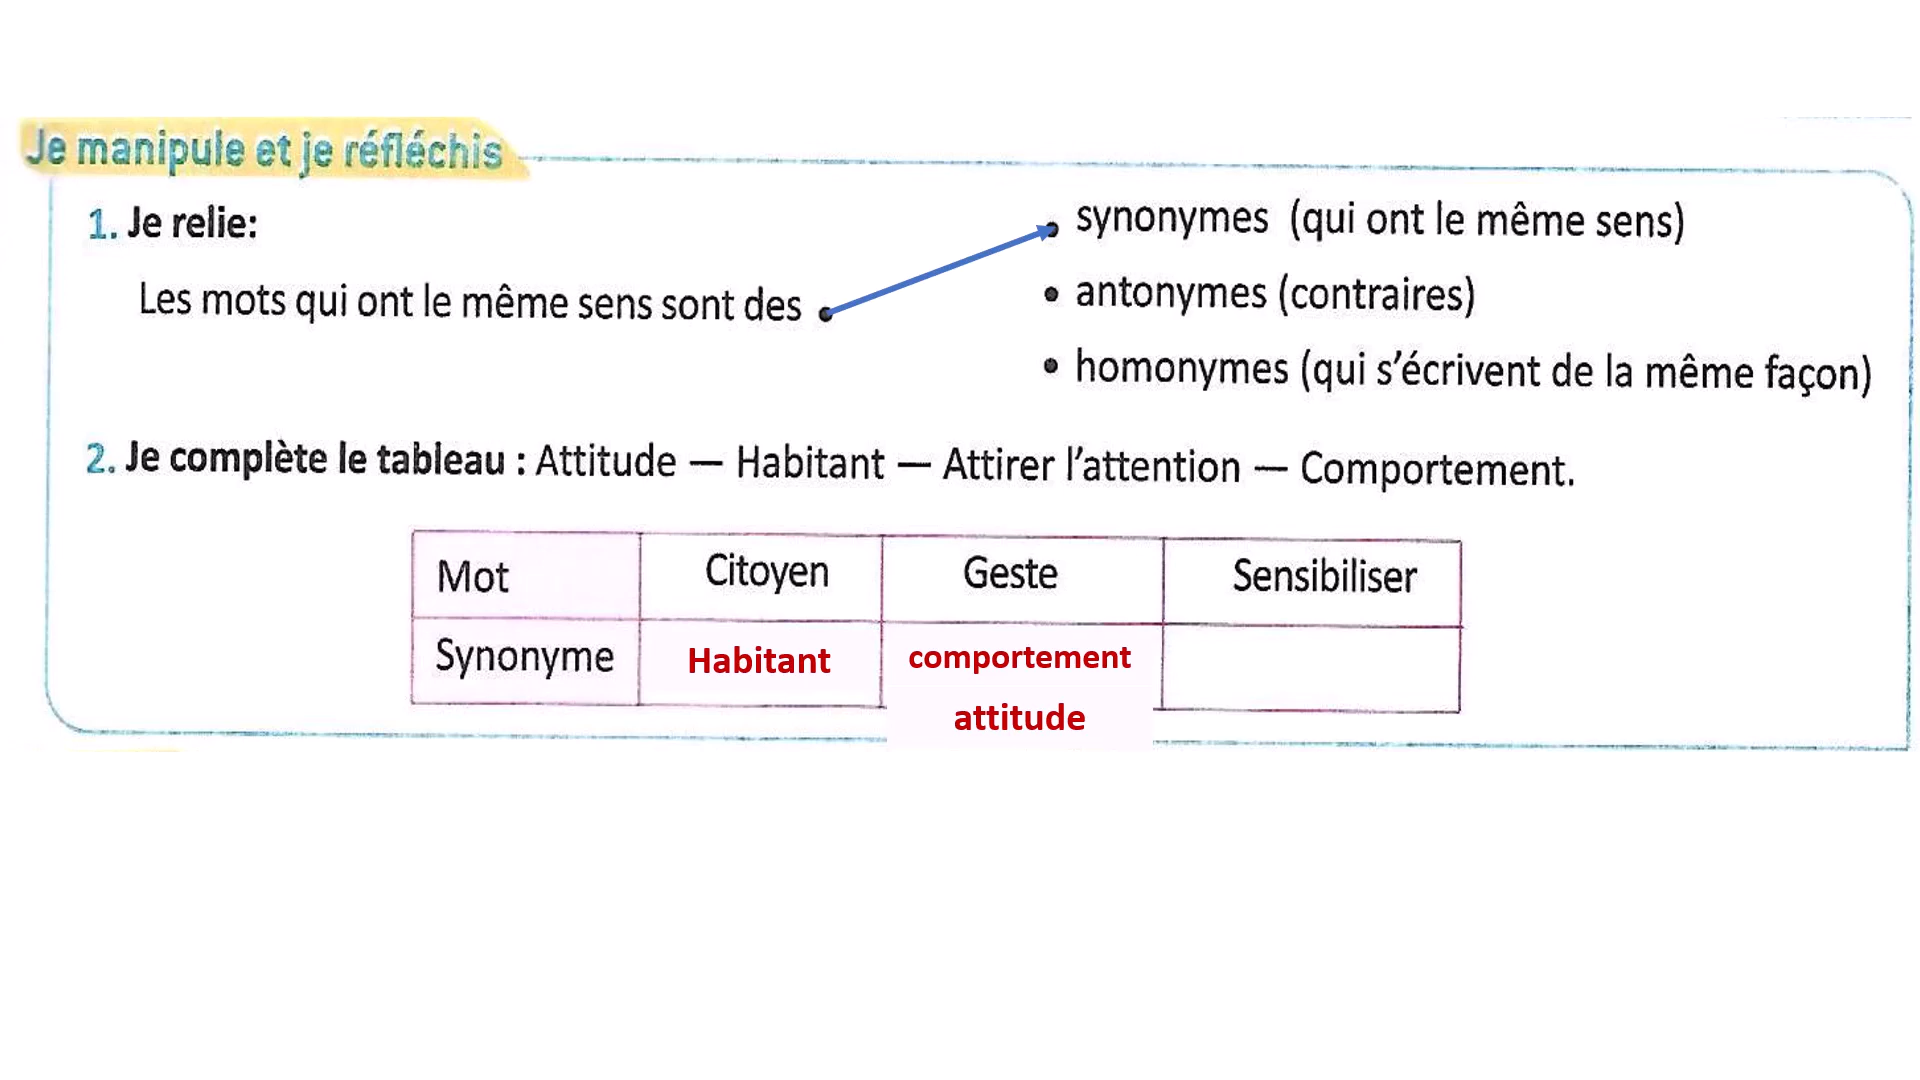 Je manipule et je réfléchis
1. Je relie:
Les mots qui ont le même sens sont des
• synonymes (qui ont le même sens)
• antonymes (contraires)
• homonymes (qui s'écrivent de la même façon)
2. Je complète le tableau : Attitude — Habitant — Attirer l'attention — Comportement.
Mot Citoyen Geste Sensibiliser
Synonyme Habitant comportement
attitude